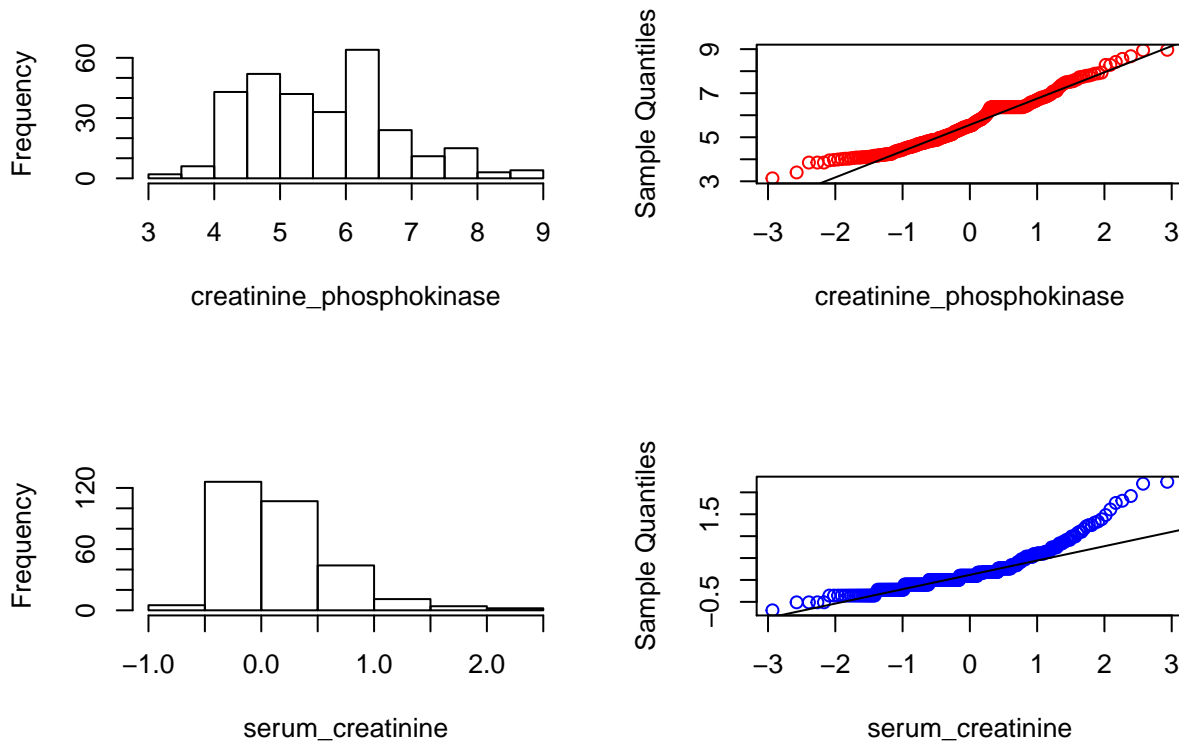 Frequency
0 30 60
3 4 5 6 7 8 9
creatinine_phosphokinase
Sample Quantiles
3 5 7 9
−3 −2 −1 0 1 2 3
creatinine_phosphokinase
Frequency
0 60 120
−1.0 0.0 1.0 2.0
serum_creatinine
Sample Quantiles
−0.5 1.5
−3 −2 −1 0 1 2 3
serum_creatinine